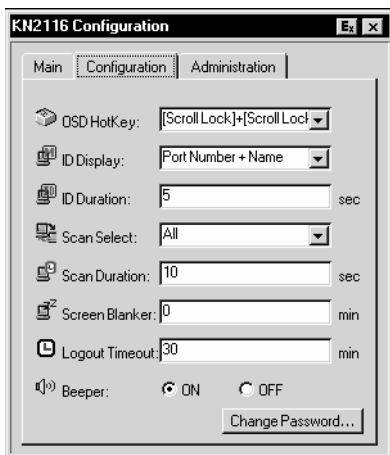 KN2116 Configuration
Main Configuration Administration
OSD HotKey: [Scroll Lock]+[Scroll Loc
ID Display: Port Number + Name
ID Duration: 5 sec
Scan Select: All
Scan Duration: 10 sec
Screen Blanker: 0 min
Logout Timeout: 30 min
Beeper: ON OFF
Change Password...